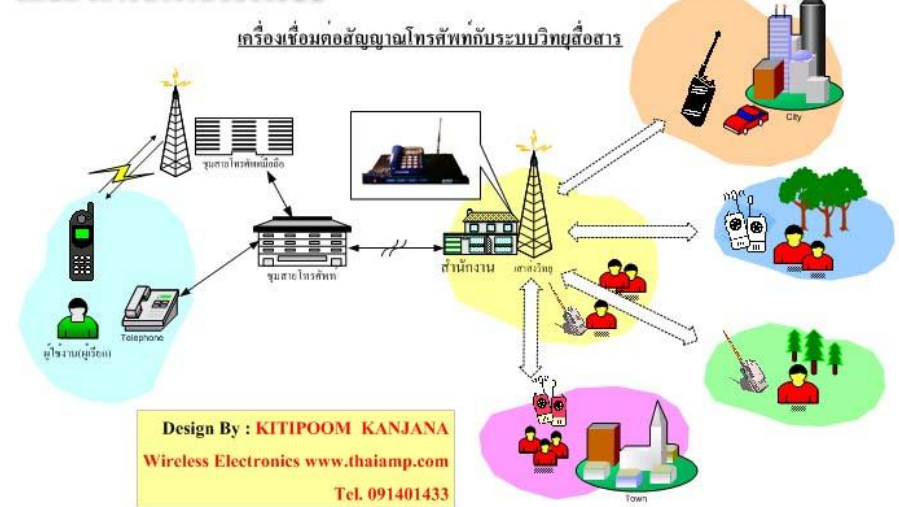 เครื่องเชื่อมต่อสัญญาณโทรศัพท์กับระบบวิทยุสื่อสาร
City
ชุมสายโทรศัพท์มือถือ
สำนักงาน
เสาส่งวิทยุ
ชุมสายโทรศัพท์
Telephone
ผู้ใช้งาน(ผู้เรียก)
Design By : KITIPOOM KANJANA
Wireless Electronics www.thaiamp.com
Tel. 091401433
Town